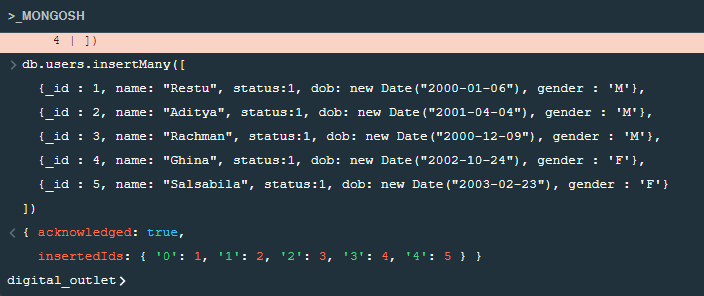 >_MONGOSH
4 | ])
> db.users.insertMany([
{_id : 1, name: "Restu", status:1, dob: new Date("2000-01-06"), gender : 'M'},
{_id : 2, name: "Aditya", status:1, dob: new Date("2001-04-04"), gender : 'M'},
{_id : 3, name: "Rachman", status:1, dob: new Date("2000-12-09"), gender : 'M'},
{_id : 4, name: "Ghina", status:1, dob: new Date("2002-10-24"), gender : 'F'},
{_id : 5, name: "Salsabila", status:1, dob: new Date("2003-02-23"), gender : 'F'}
])
< { acknowledged: true,
insertedIds: { '0': 1, '1': 2, '2': 3, '3': 4, '4': 5 } }
digital_outlet>